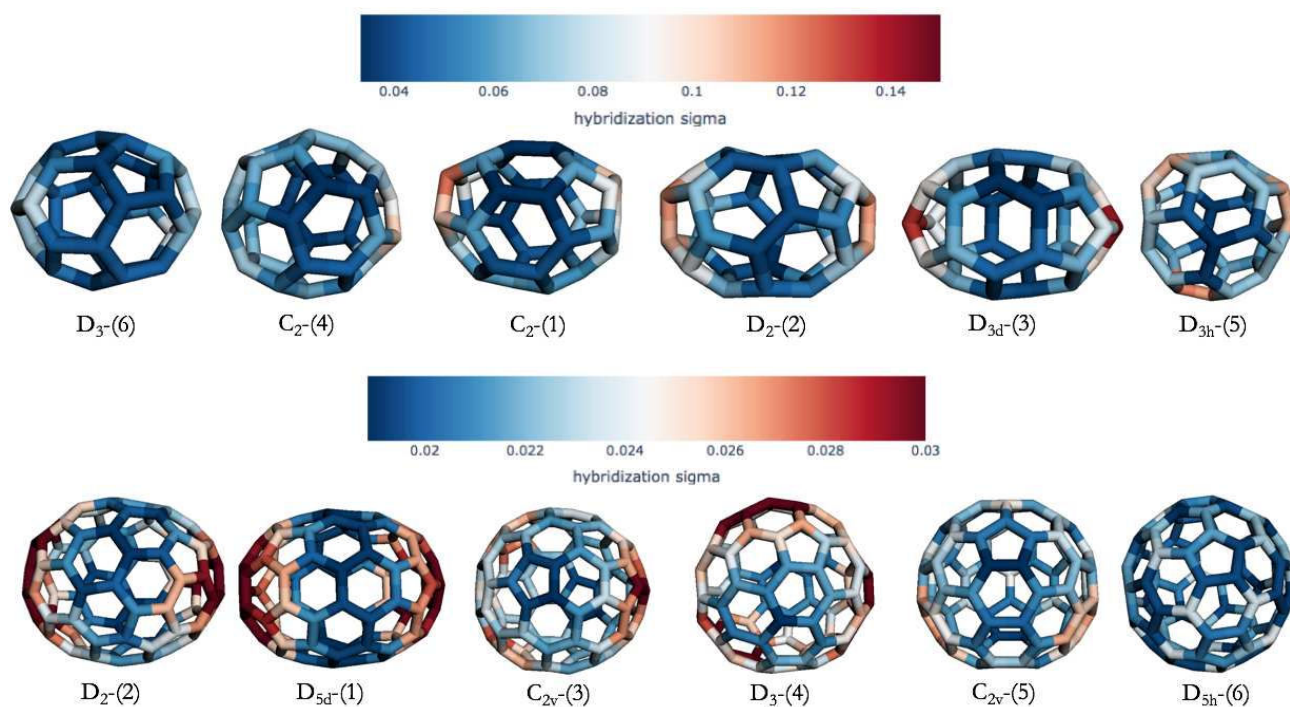 0.04 0.06 0.08 0.1 0.12 0.14
hybridization sigma
D₃-(6) C₂-(4) C₂-(1) D₂-(2) D₃d-(3) D₃h-(5)
0.02 0.022 0.024 0.026 0.028 0.03
hybridization sigma
D₂-(2) D₅d-(1) C₂ᵥ-(3) D₃-(4) C₂ᵥ-(5) D₅h-(6)